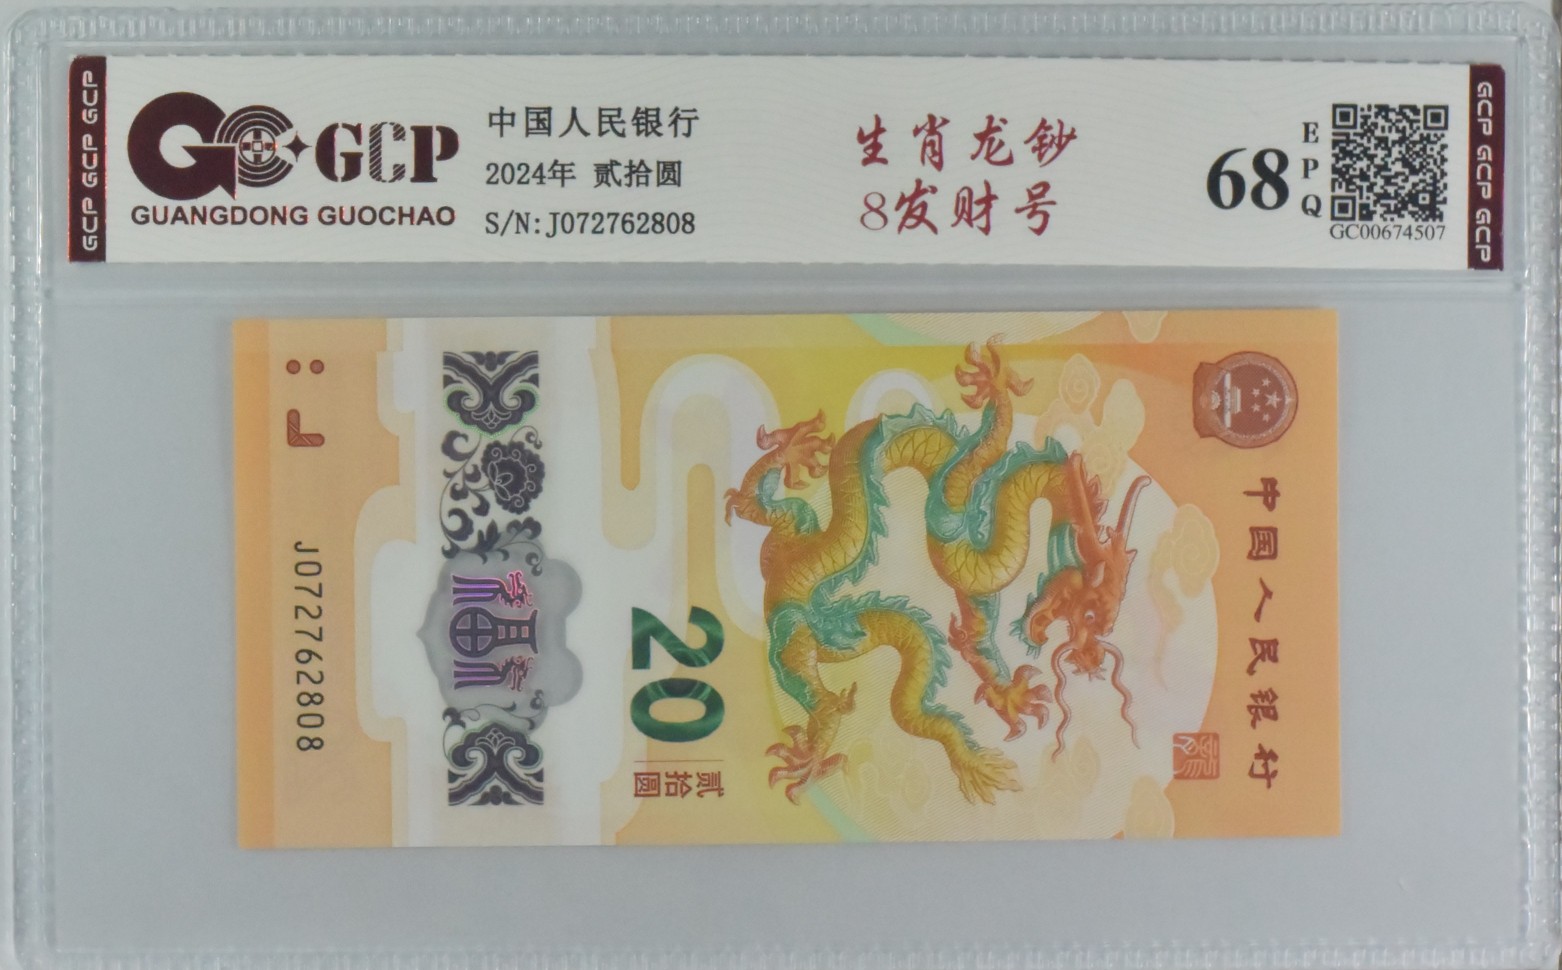 GCP GCP GCP
GCP
GUANGDONG GUOCHAO
中国人民银行
2024年 贰拾圆
S/N:J072762808
生肖龙钞
8发财号
68
EPQ
GC00674507
GCP GCP GCP
中国人民银行
20
贰拾圆
福
J072762808